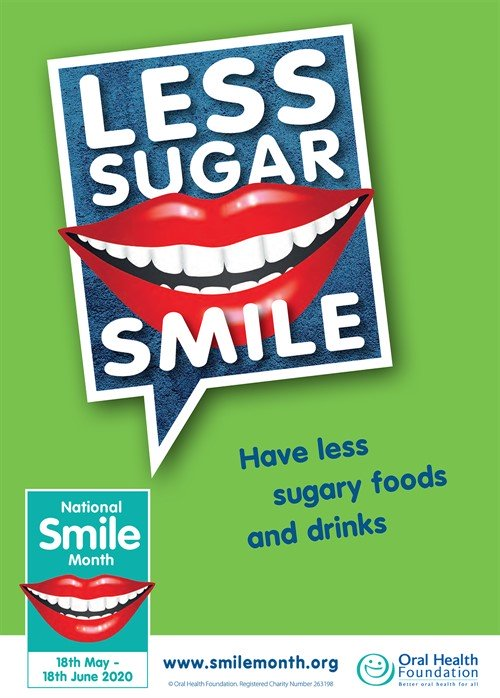 LESS
SUGAR
SMILE
Have less
sugary foods
and drinks
National
Smile
Month
18th May -
18th June 2020
www.smilemonth.org
© Oral Health Foundation. Registered Charity Number 263198
Oral Health
Foundation
Better oral health for all